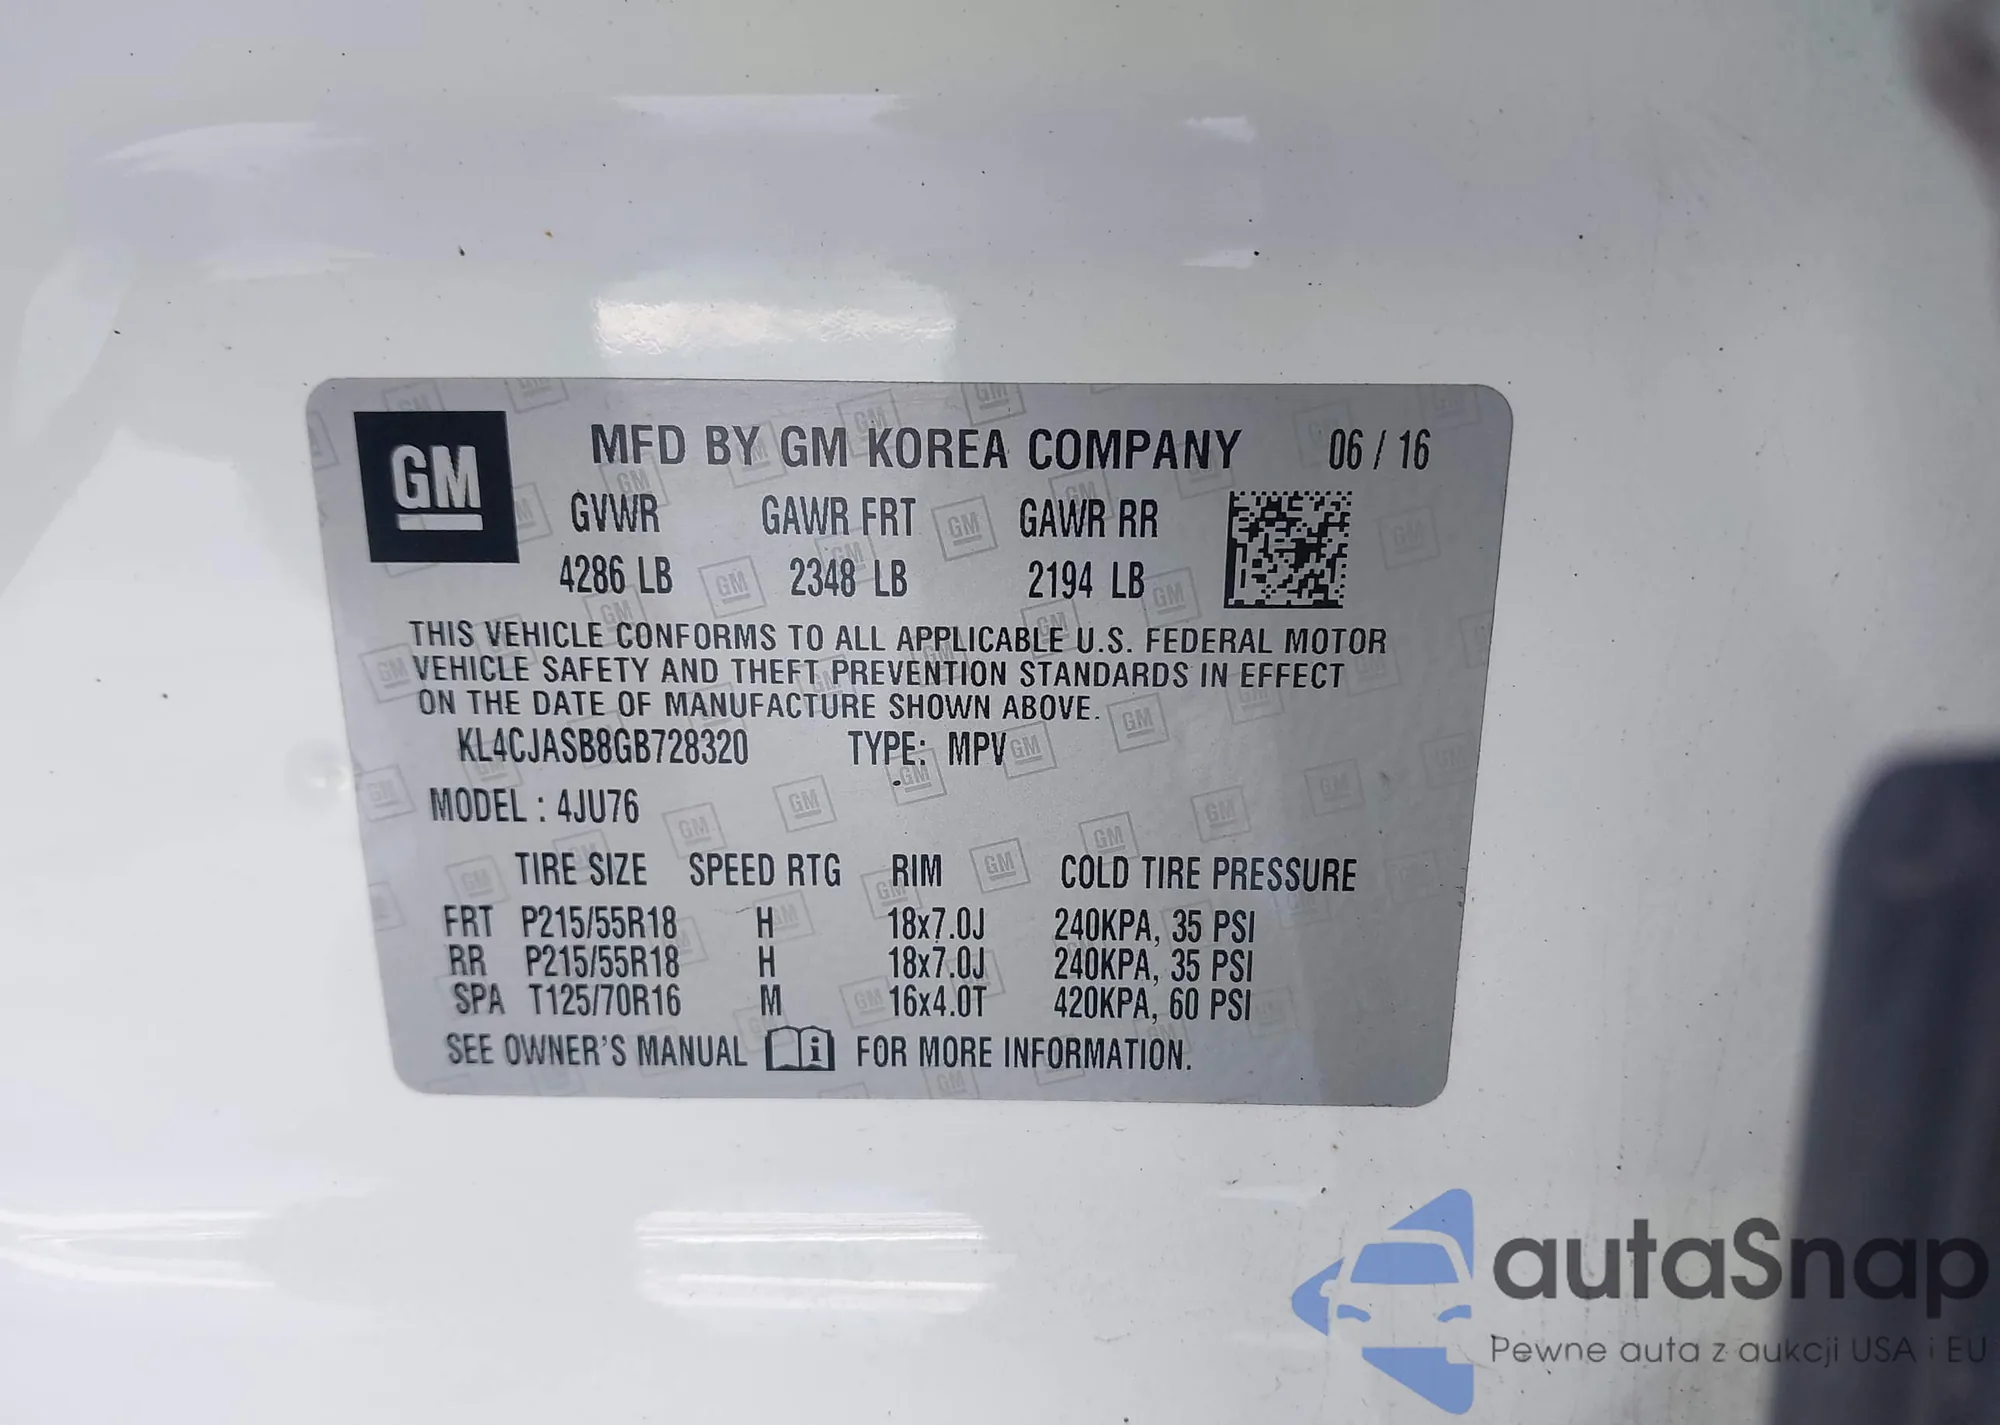 GM
MFD BY GM KOREA COMPANY 06 / 16
GVWR GAWR FRT GAWR RR
4286 LB 2348 LB 2194 LB
THIS VEHICLE CONFORMS TO ALL APPLICABLE U.S. FEDERAL MOTOR
VEHICLE SAFETY AND THEFT PREVENTION STANDARDS IN EFFECT
ON THE DATE OF MANUFACTURE SHOWN ABOVE.
KL4CJASB8GB728320 TYPE: MPV
MODEL : 4JU76
TIRE SIZE SPEED RTG RIM COLD TIRE PRESSURE
FRT P215/55R18 H 18x7.0J 240KPA, 35 PSI
RR P215/55R18 H 18x7.0J 240KPA, 35 PSI
SPA T125/70R16 M 16x4.0T 420KPA, 60 PSI
SEE OWNER'S MANUAL i FOR MORE INFORMATION.
autaSnap
Pewne auta z aukcji USA i EU